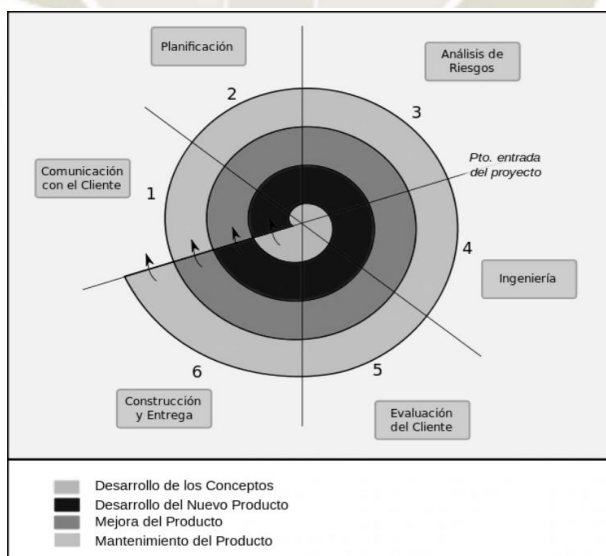 Planificación
Análisis de
Riesgos
2
3
Pto. entrada
del proyecto
Comunicación
con el Cliente
1
4
Ingeniería
6
5
Construcción
y Entrega
Evaluación
del Cliente
Desarrollo de los Conceptos
Desarrollo del Nuevo Producto
Mejora del Producto
Mantenimiento del Producto